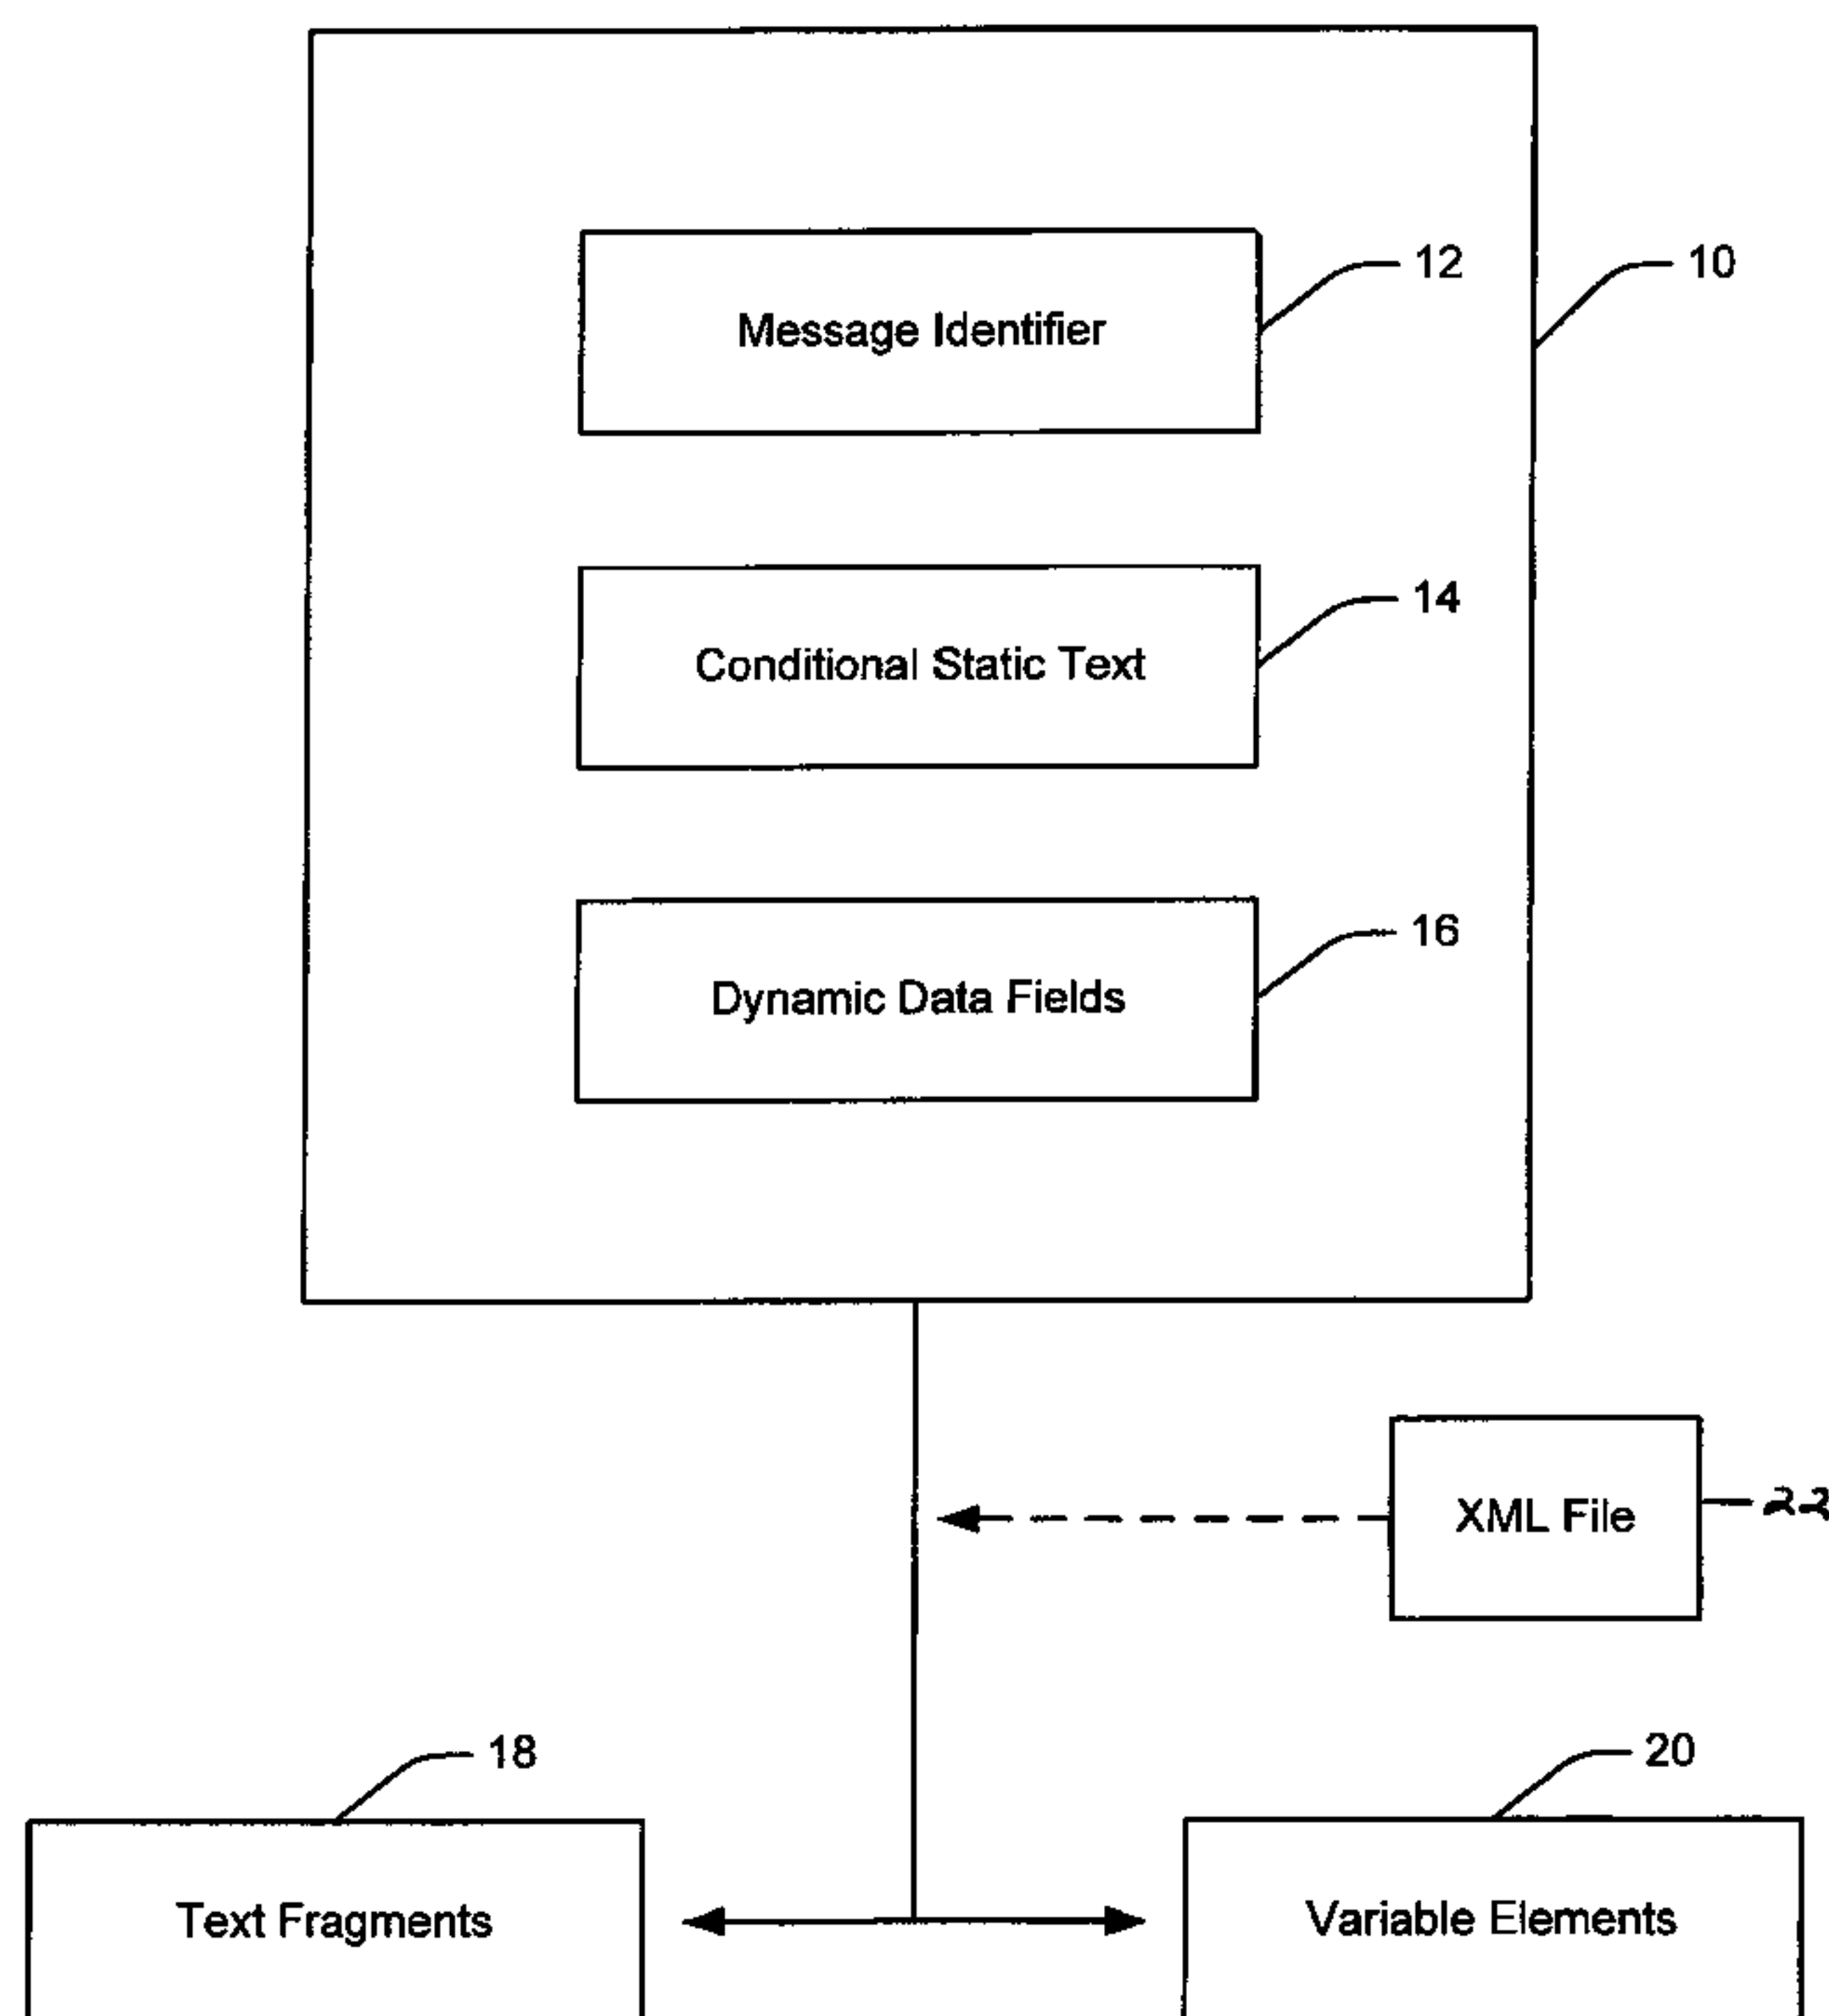 12
10
Message Identifier
14
Conditional Static Text
16
Dynamic Data Fields
XML File
22
18
20
Text Fragments
Variable Elements